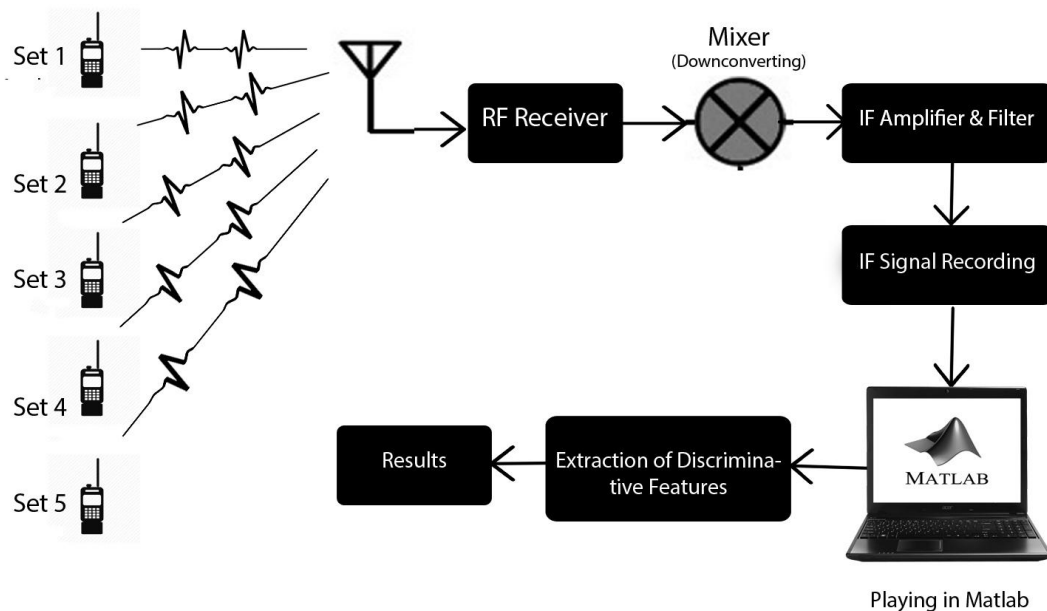 Set 1
Set 2
Set 3
Set 4
Set 5
RF Receiver
Mixer
(Downconverting)
IF Amplifier & Filter
IF Signal Recording
MATLAB
Playing in Matlab
Extraction of Discrimina-
tive Features
Results